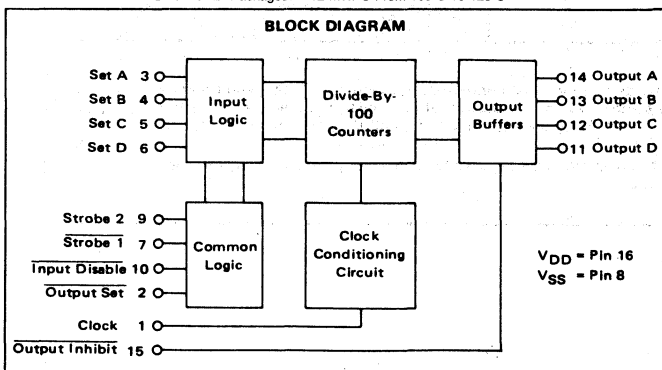 BLOCK DIAGRAM
Set A 3
Set B 4
Set C 5
Set D 6
Input
Logic
Divide-By-
100
Counters
Output
Buffers
14 Output A
13 Output B
12 Output C
11 Output D
Strobe 2 9
Strobe 1 7
Input Disable 10
Output Set 2
Common
Logic
Clock
Conditioning
Circuit
VDD = Pin 16
VSS = Pin 8
Clock 1
Output Inhibit 15